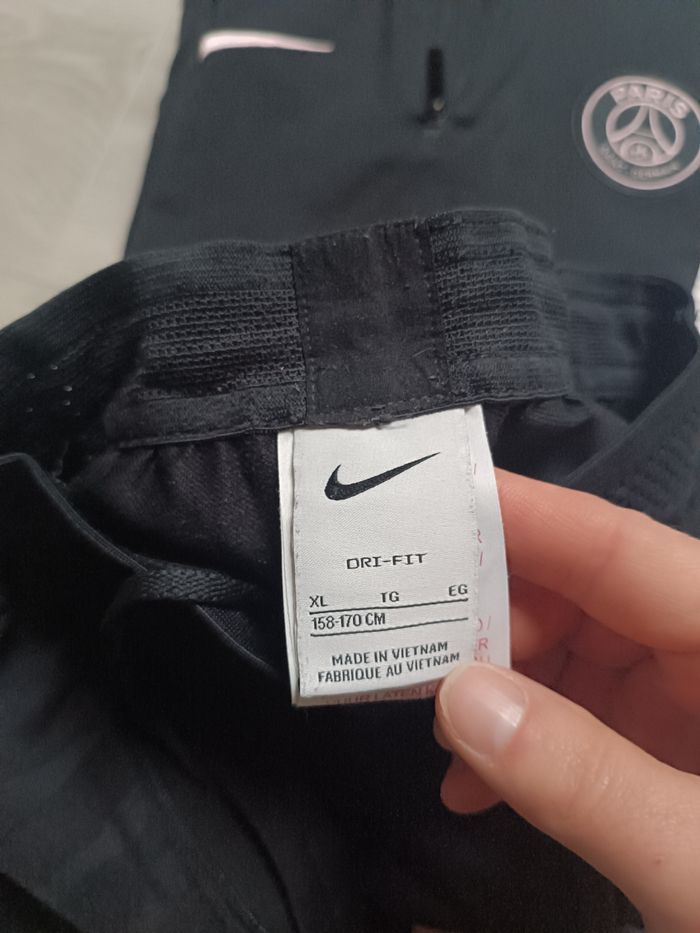 PARIS
DRI-FIT
XL TG EG
158-170 CM
MADE IN VIETNAM
FABRIQUE AU VIETNAM